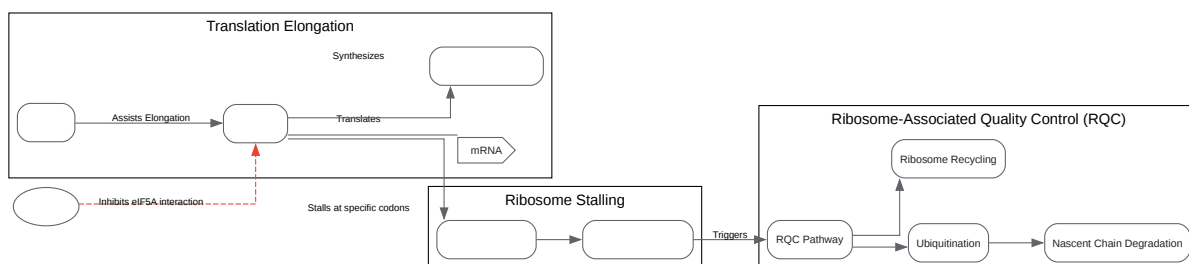 Translation Elongation
Synthesizes
Assists Elongation
Translates
mRNA
Inhibits eIF5A interaction
Stalls at specific codons
Ribosome Stalling
Triggers
Ribosome-Associated Quality Control (RQC)
Ribosome Recycling
RQC Pathway
Ubiquitination
Nascent Chain Degradation